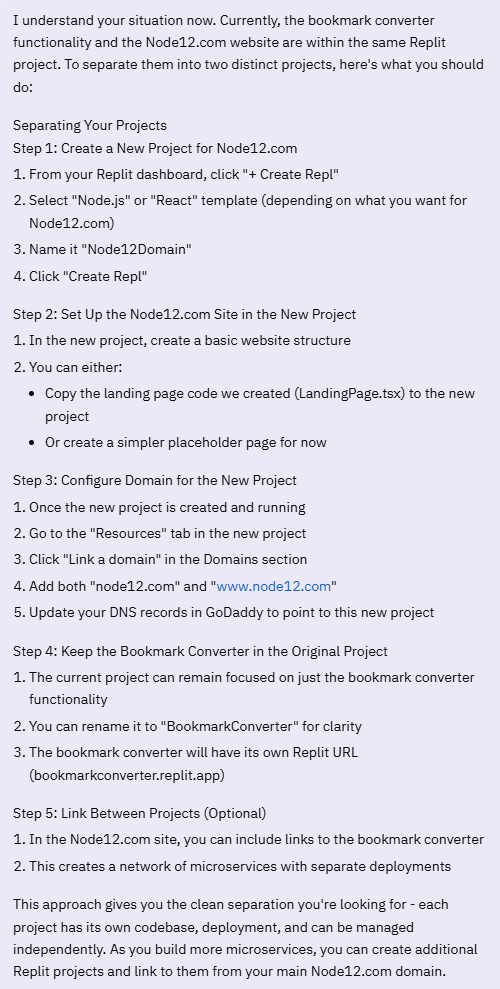 I understand your situation now. Currently, the bookmark converter
functionality and the Node12.com website are within the same Replit
project. To separate them into two distinct projects, here's what you should
do:
Separating Your Projects
Step 1: Create a New Project for Node12.com
1. From your Replit dashboard, click "+ Create Repl"
2. Select "Node.js" or "React" template (depending on what you want for
Node12.com)
3. Name it "Node12Domain"
4. Click "Create Repl"
Step 2: Set Up the Node12.com Site in the New Project
1. In the new project, create a basic website structure
2. You can either:
• Copy the landing page code we created (LandingPage.tsx) to the new
project
• Or create a simpler placeholder page for now
Step 3: Configure Domain for the New Project
1. Once the new project is created and running
2. Go to the "Resources" tab in the new project
3. Click "Link a domain" in the Domains section
4. Add both "node12.com" and "www.node12.com"
5. Update your DNS records in GoDaddy to point to this new project
Step 4: Keep the Bookmark Converter in the Original Project
1. The current project can remain focused on just the bookmark converter
functionality
2. You can rename it to "BookmarkConverter" for clarity
3. The bookmark converter will have its own Replit URL
(bookmarkconverter.replit.app)
Step 5: Link Between Projects (Optional)
1. In the Node12.com site, you can include links to the bookmark converter
2. This creates a network of microservices with separate deployments
This approach gives you the clean separation you're looking for - each
project has its own codebase, deployment, and can be managed
independently. As you build more microservices, you can create additional
Replit projects and link to them from your main Node12.com domain.